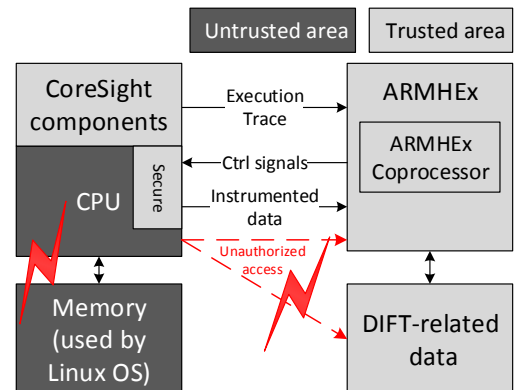 Untrusted area
Trusted area
CoreSight
components
Execution
Trace
ARMHEx
ARMHEx
Coprocessor
Ctrl signals
Secure
CPU
Instrumented
data
Unauthorized
access
Memory
(used by
Linux OS)
DIFT-related
data